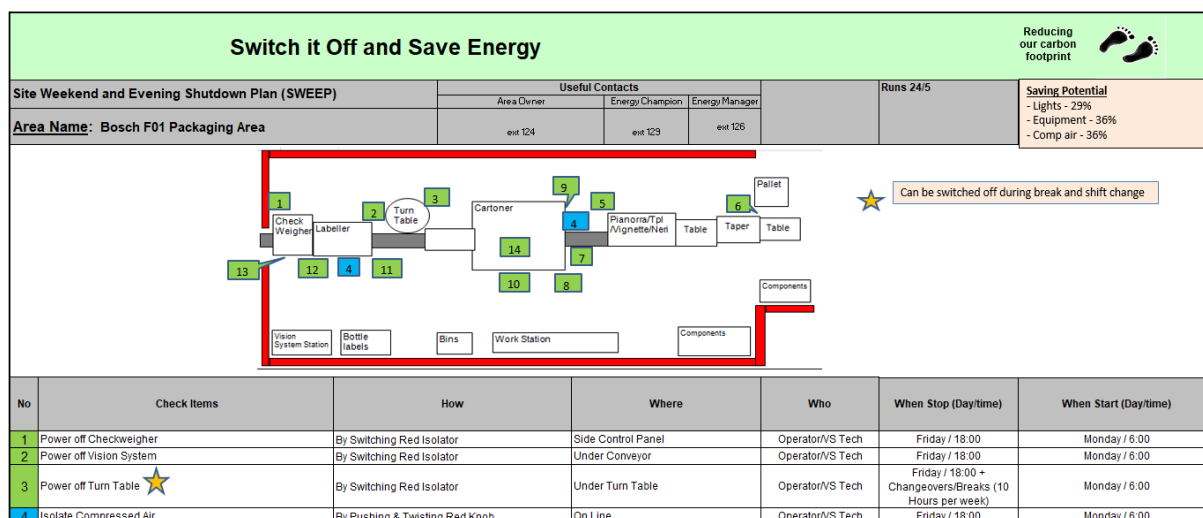 Switch it Off and Save Energy
Reducing
our carbon
footprint
Site Weekend and Evening Shutdown Plan (SWEEP)
Useful Contacts
Area Owner Energy Champion Energy Manager
Runs 24/5
Saving Potential
- Lights - 29%
- Equipment - 36%
- Comp air - 36%
Area Name: Bosch F01 Packaging Area
ext 124 ext 129 ext 126
Can be switched off during break and shift change
1
2
3
9
5
6
Pallet
Check
Weigher
Labeller
Turn
Table
Cartoner
4
Pianorra/Tpl
/Vignette/Neri
Table
Taper
Table
14
7
13
12
4
11
10
8
Components
Vision
System Station
Bottle
labels
Bins
Work Station
Components
No Check Items How Where Who When Stop (Day/time) When Start (Day/time)
1 Power off Checkweigher By Switching Red Isolator Side Control Panel Operator/VS Tech Friday / 18:00 Monday / 6:00
2 Power off Vision System By Switching Red Isolator Under Conveyor Operator/VS Tech Friday / 18:00 Monday / 6:00
3 Power off Turn Table By Switching Red Isolator Under Turn Table Operator/VS Tech Friday / 18:00 + Changeovers/Breaks (10 Hours per week) Monday / 6:00
4 Isolate Compressed Air By Pushing & Twisting Red Knob On Line Operator/VS Tech Friday / 18:00 Monday / 6:00